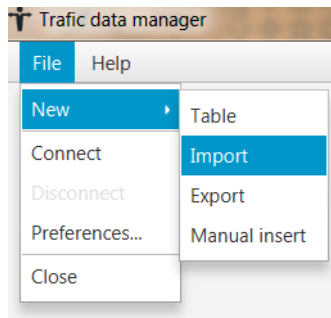 Trafic data manager
File Help
New
Connect
Disconnect
Preferences...
Close
Table
Import
Export
Manual insert